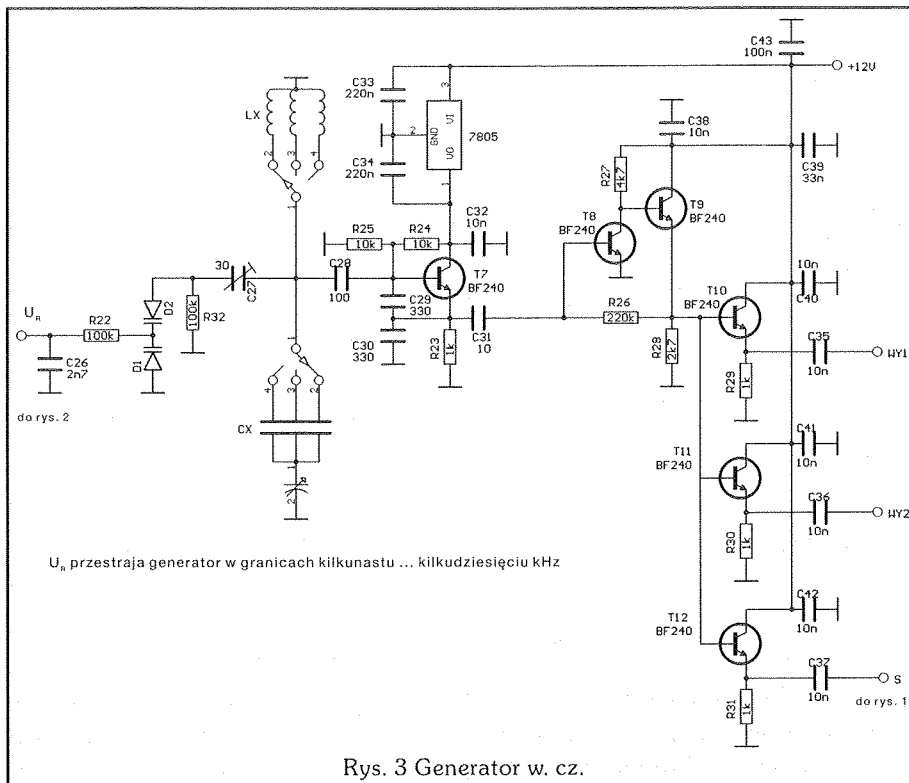 C43
100n
+12V
C33
220n
3
VI
GND
2
7805
VO
1
C34
220n
C38
10n
LX
2
3
4
1
R27
4k7
C39
33n
T9
BF240
T8
BF240
R25
10k
R24
10k
C32
10n
T7
BF240
30
C27
C28
100
10n
C40
T10
BF240
U_R
R22
100k
D2
D1
R32
100k
C29
330
C30
330
R23
1k
C31
10
R26
220k
R28
2k7
C35
10n
WY1
R29
1k
C26
2n7
do rys. 2
1
4
3
2
CX
1
2
C41
10n
T11
BF240
C36
10n
WY2
R30
1k
U_R przestraja generator w granicach kilkunastu ... kilkudziesięciu kHz
C42
10n
T12
BF240
C37
10n
S
do rys. 1
R31
1k
Rys. 3 Generator w. cz.